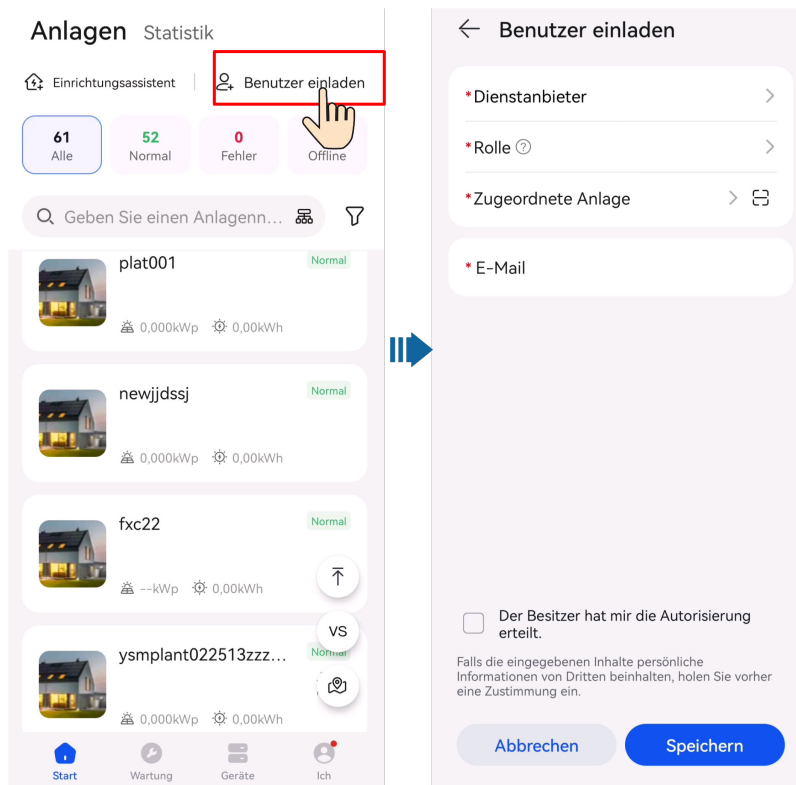 Anlagen Statistik
Einrichtungsassistent Benutzer einladen
61 52 0
Alle Normal Fehler Offline
Geben Sie einen Anlagenn...
plat001 Normal
0,000kWp 0,00kWh
newjjdssj Normal
0,000kWp 0,00kWh
fxc22 Normal
--kWp 0,00kWh
VS
ysmplant022513zzz... Normal
0,000kWp 0,00kWh
Start Wartung Geräte Ich
Benutzer einladen
*Dienstanbieter
*Rolle ?
*Zugeordnete Anlage
*E-Mail
Der Besitzer hat mir die Autorisierung
erteilt.
Falls die eingegebenen Inhalte persönliche
Informationen von Dritten beinhalten, holen Sie vorher
eine Zustimmung ein.
Abbrechen Speichern